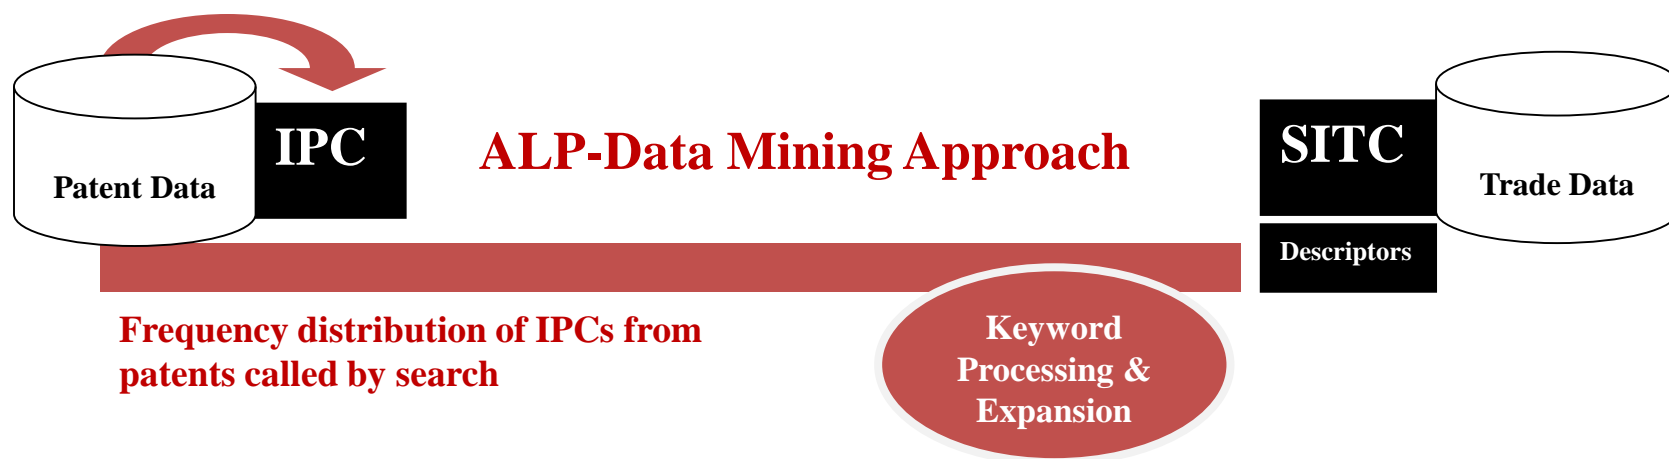 IPC
Patent Data
ALP-Data Mining Approach
SITC
Trade Data
Descriptors
Frequency distribution of IPCs from
patents called by search
Keyword
Processing &
Expansion